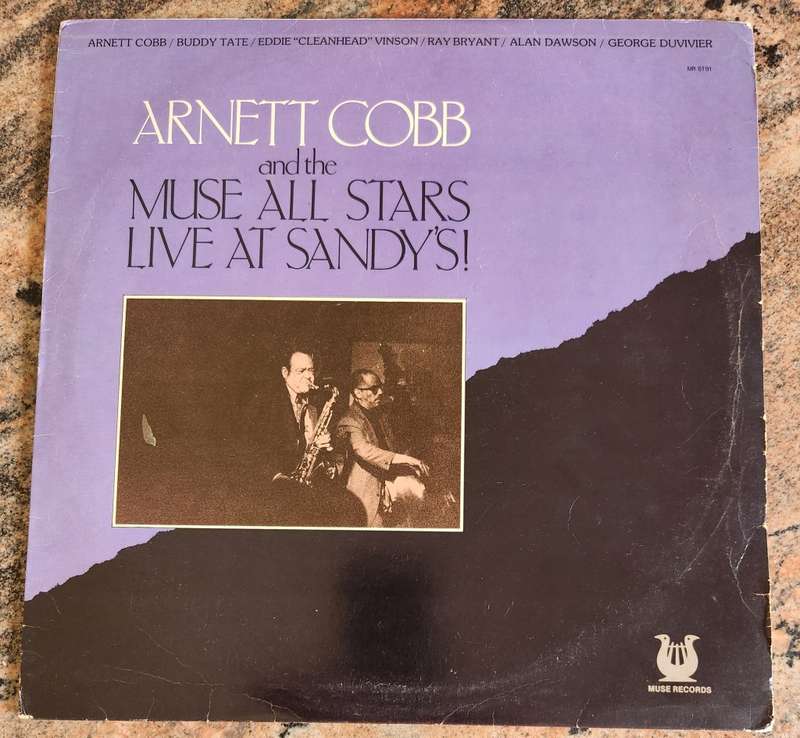 ARNETT COBB / BUDDY TATE / EDDIE "CLEANHEAD" VINSON / RAY BRYANT / ALAN DAWSON / GEORGE DUVIVIER
MR 5191
ARNETT COBB
and the
MUSE ALL STARS
LIVE AT SANDY'S!
MUSE RECORDS